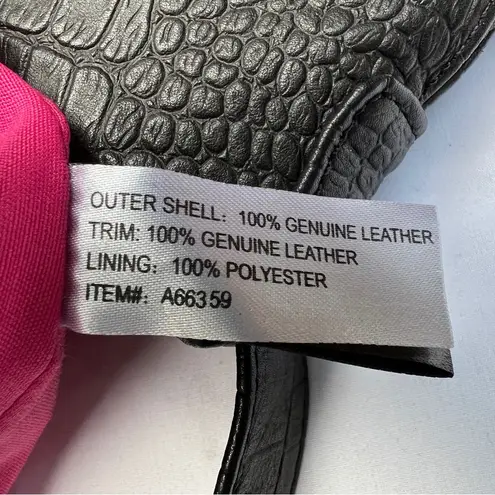 OUTER SHELL: 100% GENUINE LEATHER
TRIM: 100% GENUINE LEATHER
LINING: 100% POLYESTER
ITEM#: A66359